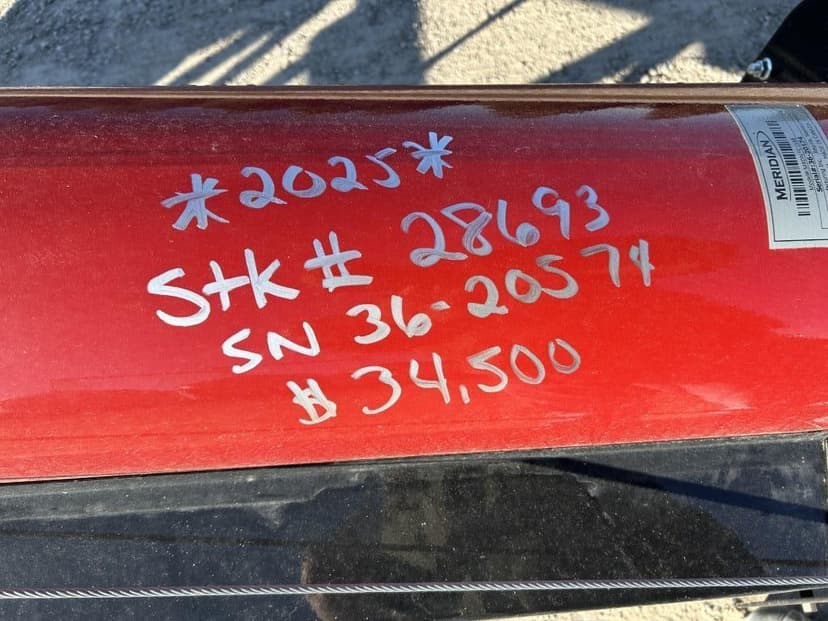 *2025*
Stk # 28693
SN 36-20574
$34,500
MERIDIAN